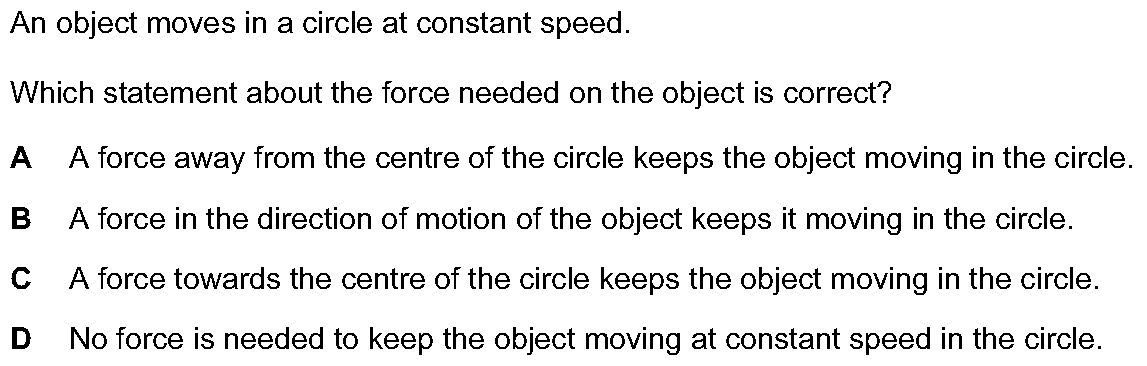 An object moves in a circle at constant speed.
Which statement about the force needed on the object is correct?
A A force away from the centre of the circle keeps the object moving in the circle.
B A force in the direction of motion of the object keeps it moving in the circle.
C A force towards the centre of the circle keeps the object moving in the circle.
D No force is needed to keep the object moving at constant speed in the circle.